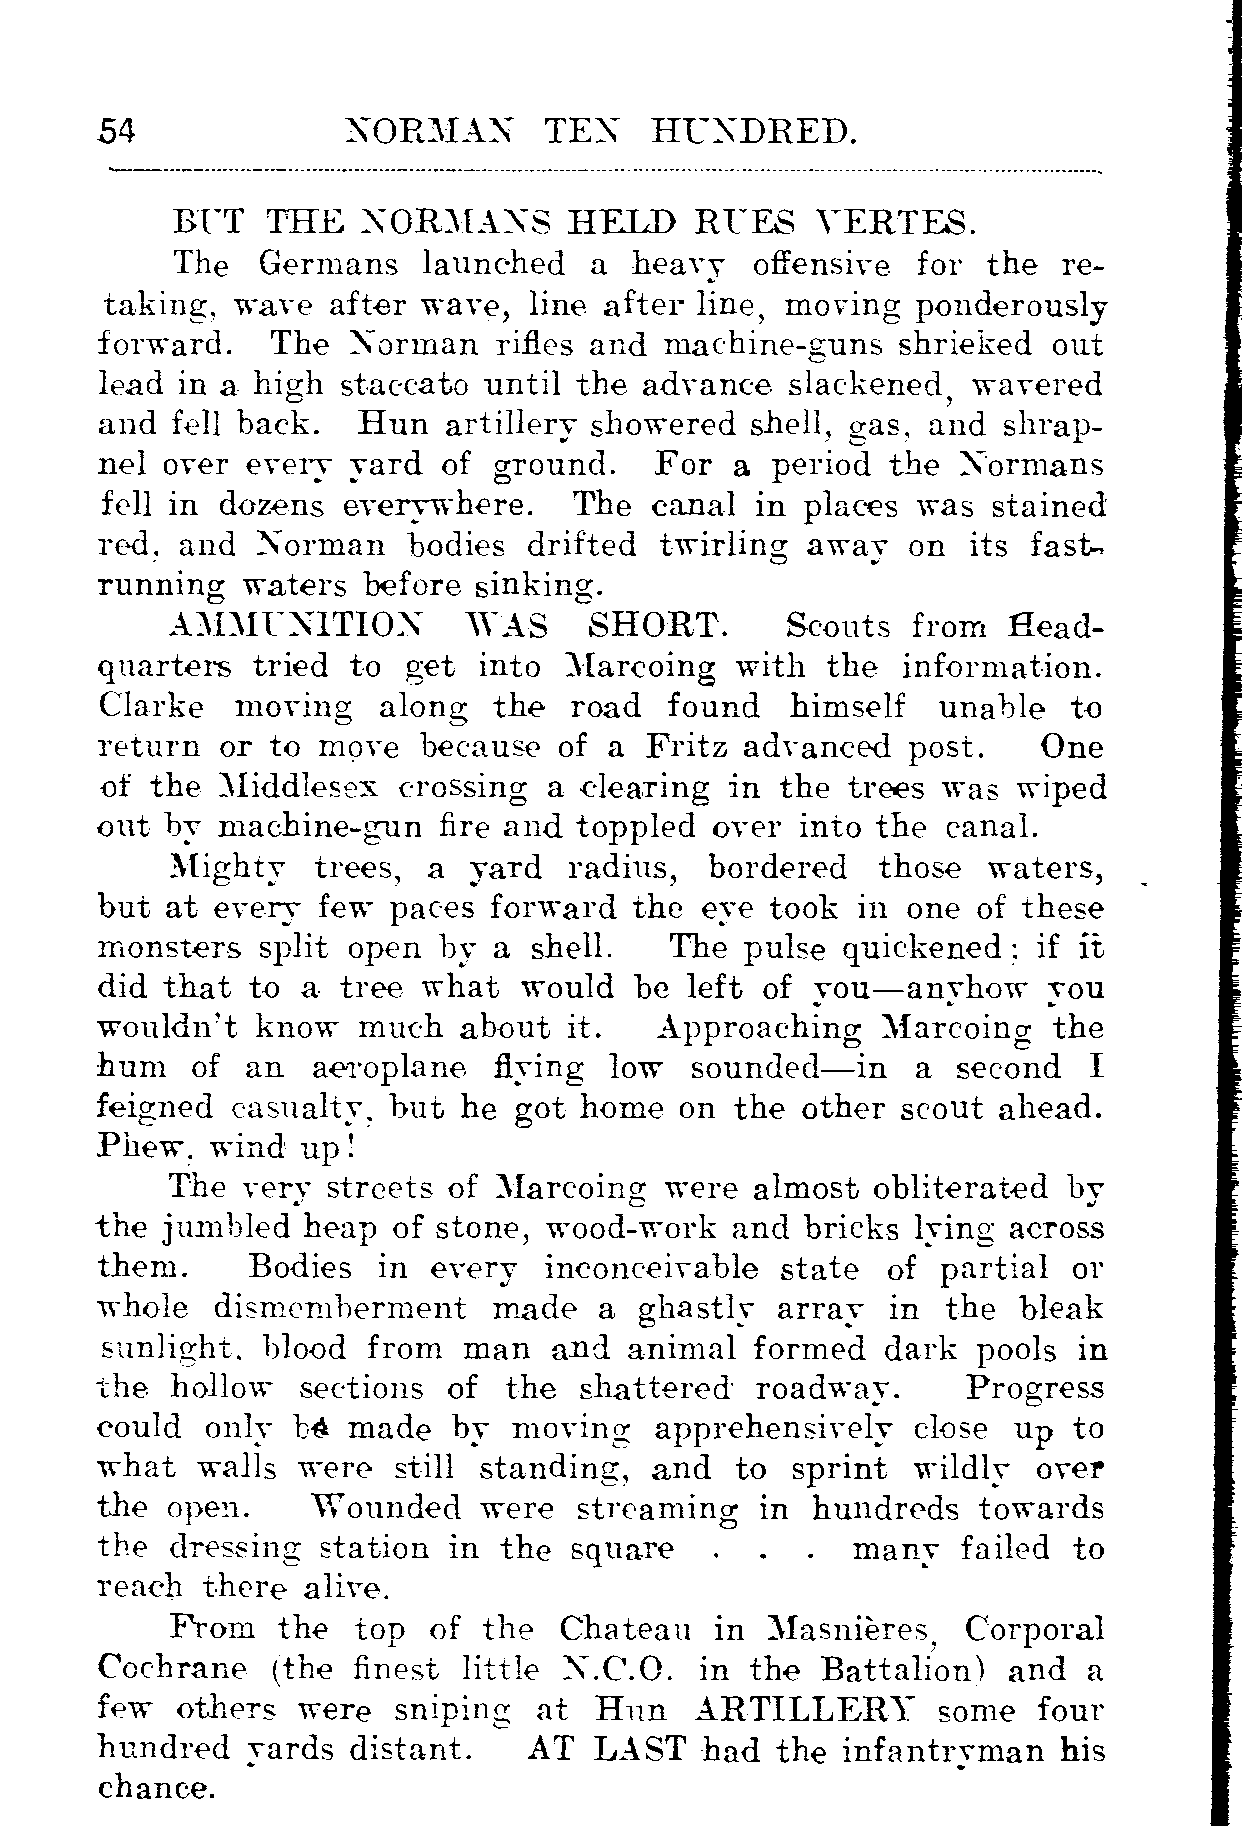 54 NORMAN TEN HUNDRED.
BUT THE NORMANS HELD RUES VERTES.
The Germans launched a heavy offensive for the re-
taking, wave after wave, line after line, moving ponderously
forward. The Norman rifles and machine-guns shrieked out
lead in a high staccato until the advance slackened, wavered
and fell back. Hun artillery showered shell, gas, and shrap-
nel over every yard of ground. For a period the Normans
fell in dozens everywhere. The canal in places was stained
red, and Norman bodies drifted twirling away on its fast-
running waters before sinking.
AMMUNITION WAS SHORT. Scouts from Head-
quarters tried to get into Marcoing with the information.
Clarke moving along the road found himself unable to
return or to move because of a Fritz advanced post. One
of the Middlesex crossing a clearing in the trees was wiped
out by machine-gun fire and toppled over into the canal.
Mighty trees, a yard radius, bordered those waters,
but at every few paces forward the eye took in one of these
monsters split open by a shell. The pulse quickened; if it
did that to a tree what would be left of you—anyhow you
wouldn't know much about it. Approaching Marcoing the
hum of an aeroplane flying low sounded—in a second I
feigned casualty, but he got home on the other scout ahead.
Phew, wind up!
The very streets of Marcoing were almost obliterated by
the jumbled heap of stone, wood-work and bricks lying across
them. Bodies in every inconceivable state of partial or
whole dismemberment made a ghastly array in the bleak
sunlight, blood from man and animal formed dark pools in
the hollow sections of the shattered roadway. Progress
could only be made by moving apprehensively close up to
what walls were still standing, and to sprint wildly over
the open. Wounded were streaming in hundreds towards
the dressing station in the square . . . many failed to
reach there alive.
From the top of the Chateau in Masnières, Corporal
Cochrane (the finest little N.C.O. in the Battalion) and a
few others were sniping at Hun ARTILLERY some four
hundred yards distant. AT LAST had the infantryman his
chance.